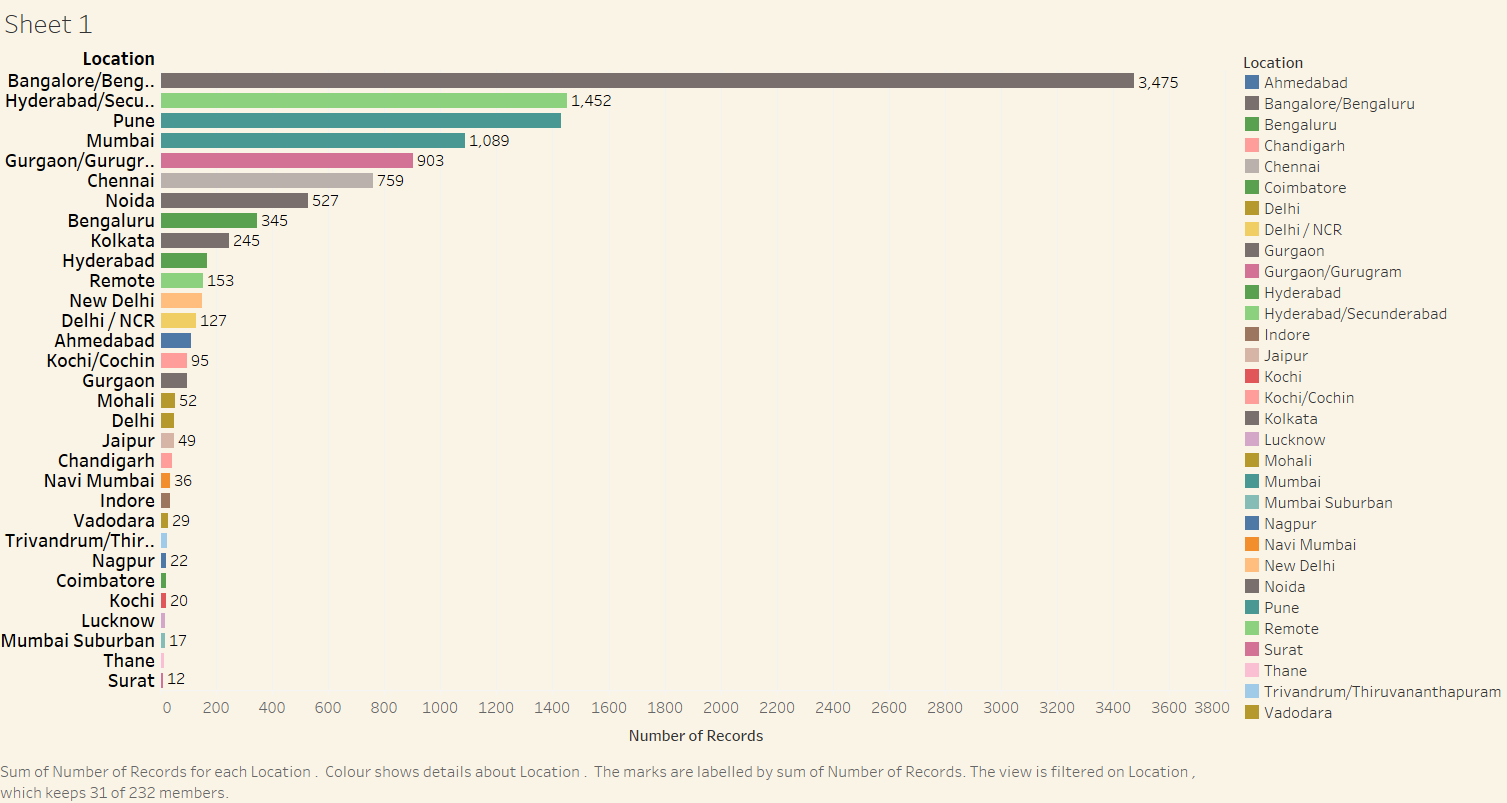 Sheet 1
Location
Bangalore/Beng.. 3,475
Hyderabad/Secu.. 1,452
Pune
Mumbai 1,089
Gurgaon/Gurugr.. 903
Chennai 759
Noida 527
Bengaluru 345
Kolkata 245
Hyderabad
Remote 153
New Delhi
Delhi / NCR 127
Ahmedabad
Kochi/Cochin 95
Gurgaon
Mohali 52
Delhi
Jaipur 49
Chandigarh
Navi Mumbai 36
Indore
Vadodara 29
Trivandrum/Thir..
Nagpur 22
Coimbatore
Kochi 20
Lucknow
Mumbai Suburban 17
Thane
Surat 12
0 200 400 600 800 1000 1200 1400 1600 1800 2000 2200 2400 2600 2800 3000 3200 3400 3600 3800
Number of Records
Location
Ahmedabad
Bangalore/Bengaluru
Bengaluru
Chandigarh
Chennai
Coimbatore
Delhi
Delhi / NCR
Gurgaon
Gurgaon/Gurugram
Hyderabad
Hyderabad/Secunderabad
Indore
Jaipur
Kochi
Kochi/Cochin
Kolkata
Lucknow
Mohali
Mumbai
Mumbai Suburban
Nagpur
Navi Mumbai
New Delhi
Noida
Pune
Remote
Surat
Thane
Trivandrum/Thiruvananthapuram
Vadodara
Sum of Number of Records for each Location .  Colour shows details about Location .  The marks are labelled by sum of Number of Records. The view is filtered on Location ,
which keeps 31 of 232 members.